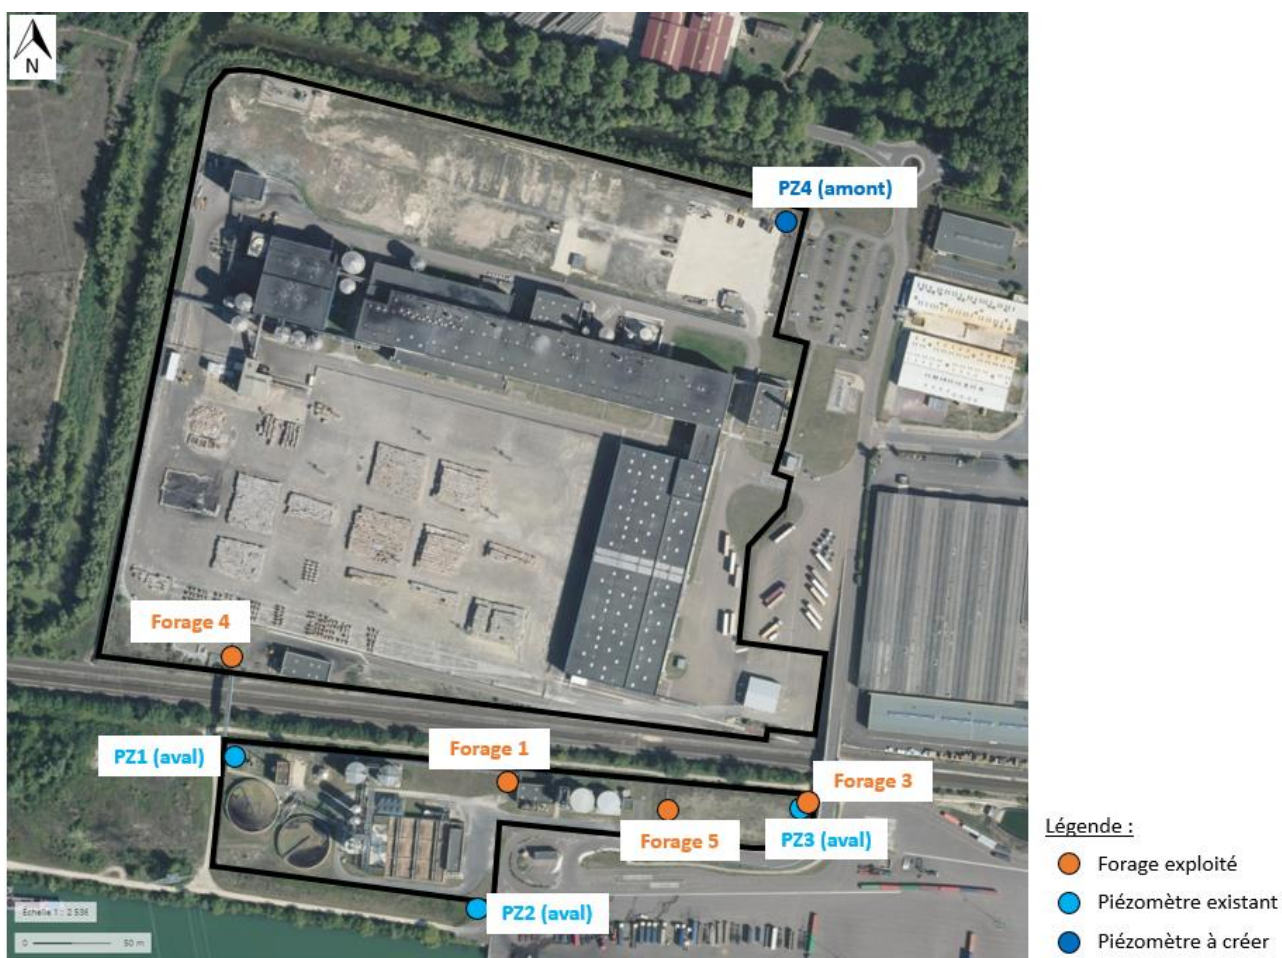 N
PZ4 (amont)
Forage 4
PZ1 (aval)
Forage 1
Forage 3
Forage 5
PZ3 (aval)
PZ2 (aval)
Échelle 1 : 2 536
0 50 m
Légende :
Forage exploité
Piézomètre existant
Piézomètre à créer